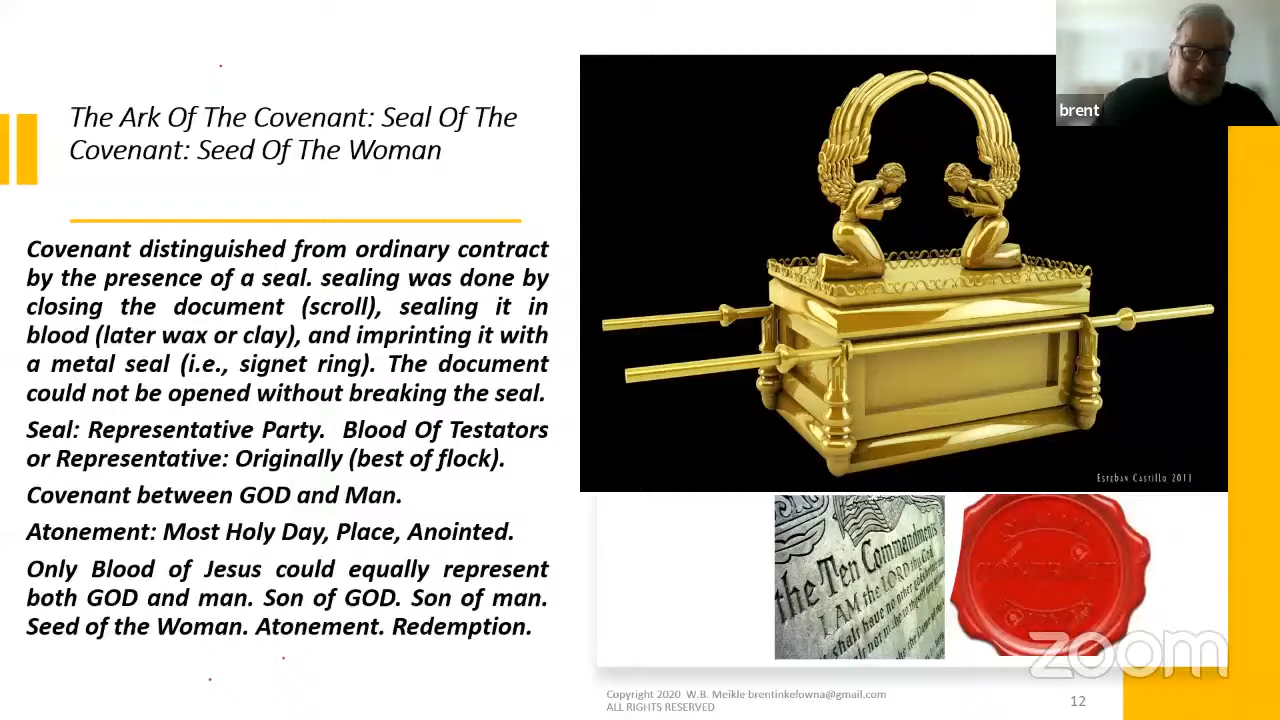 The Ark Of The Covenant: Seal Of The
Covenant: Seed Of The Woman
Covenant distinguished from ordinary contract
by the presence of a seal. sealing was done by
closing the document (scroll), sealing it in
blood (later wax or clay), and imprinting it with
a metal seal (i.e., signet ring). The document
could not be opened without breaking the seal.
Seal: Representative Party. Blood Of Testators
or Representative: Originally (best of flock).
Covenant between GOD and Man.
Atonement: Most Holy Day, Place, Anointed.
Only Blood of Jesus could equally represent
both GOD and man. Son of GOD. Son of man.
Seed of the Woman. Atonement. Redemption.
brent
Esteban Castillo 2011
the Ten Commandments
I AM the LORD thy God
shalt have no other
CONTRACT
zoom
Copyright 2020 W.B. Meikle brentinkelowna@gmail.com
ALL RIGHTS RESERVED
12